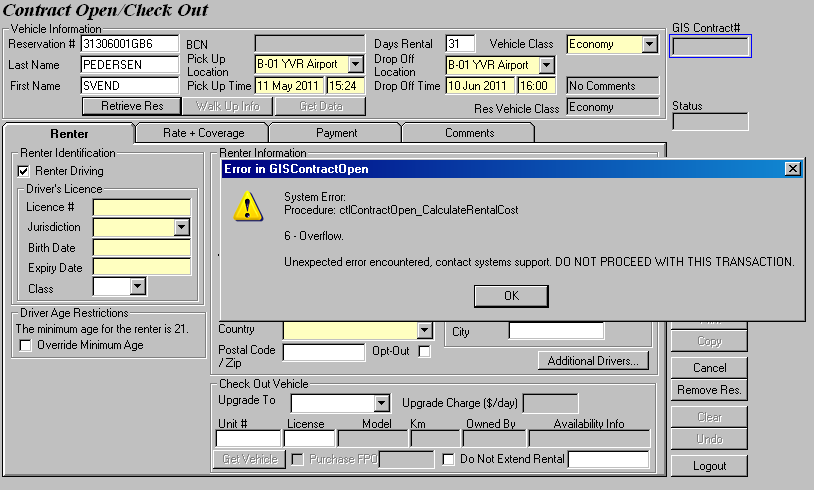 Contract Open/Check Out
Vehicle Information
GIS Contract#
Reservation # 31306001GB6 BCN Days Rental 31 Vehicle Class Economy
Last Name PEDERSEN Pick Up Location B-01 YVR Airport Drop Off Location B-01 YVR Airport
First Name SVEND Pick Up Time 11 May 2011 15:24 Drop Off Time 10 Jun 2011 16:00 No Comments
Retrieve Res Walk Up Info Get Data Res Vehicle Class Economy
Status
Renter Rate + Coverage Payment Comments
Renter Identification
Renter Driving
Driver's Licence
Licence #
Jurisdiction
Birth Date
Expiry Date
Class
Driver Age Restrictions
The minimum age for the renter is 21.
Override Minimum Age
Renter Information
Error in GISContractOpen
System Error:
Procedure: ctlContractOpen_CalculateRentalCost
6 - Overflow.
Unexpected error encountered, contact systems support. DO NOT PROCEED WITH THIS TRANSACTION.
OK
Country City
Postal Code / Zip Opt-Out
Additional Drivers...
Check Out Vehicle
Upgrade To Upgrade Charge ($/day)
Unit # License Model Km Owned By Availability Info
Get Vehicle Purchase FPO Do Not Extend Rental
Copy
Cancel
Remove Res.
Clear
Undo
Logout